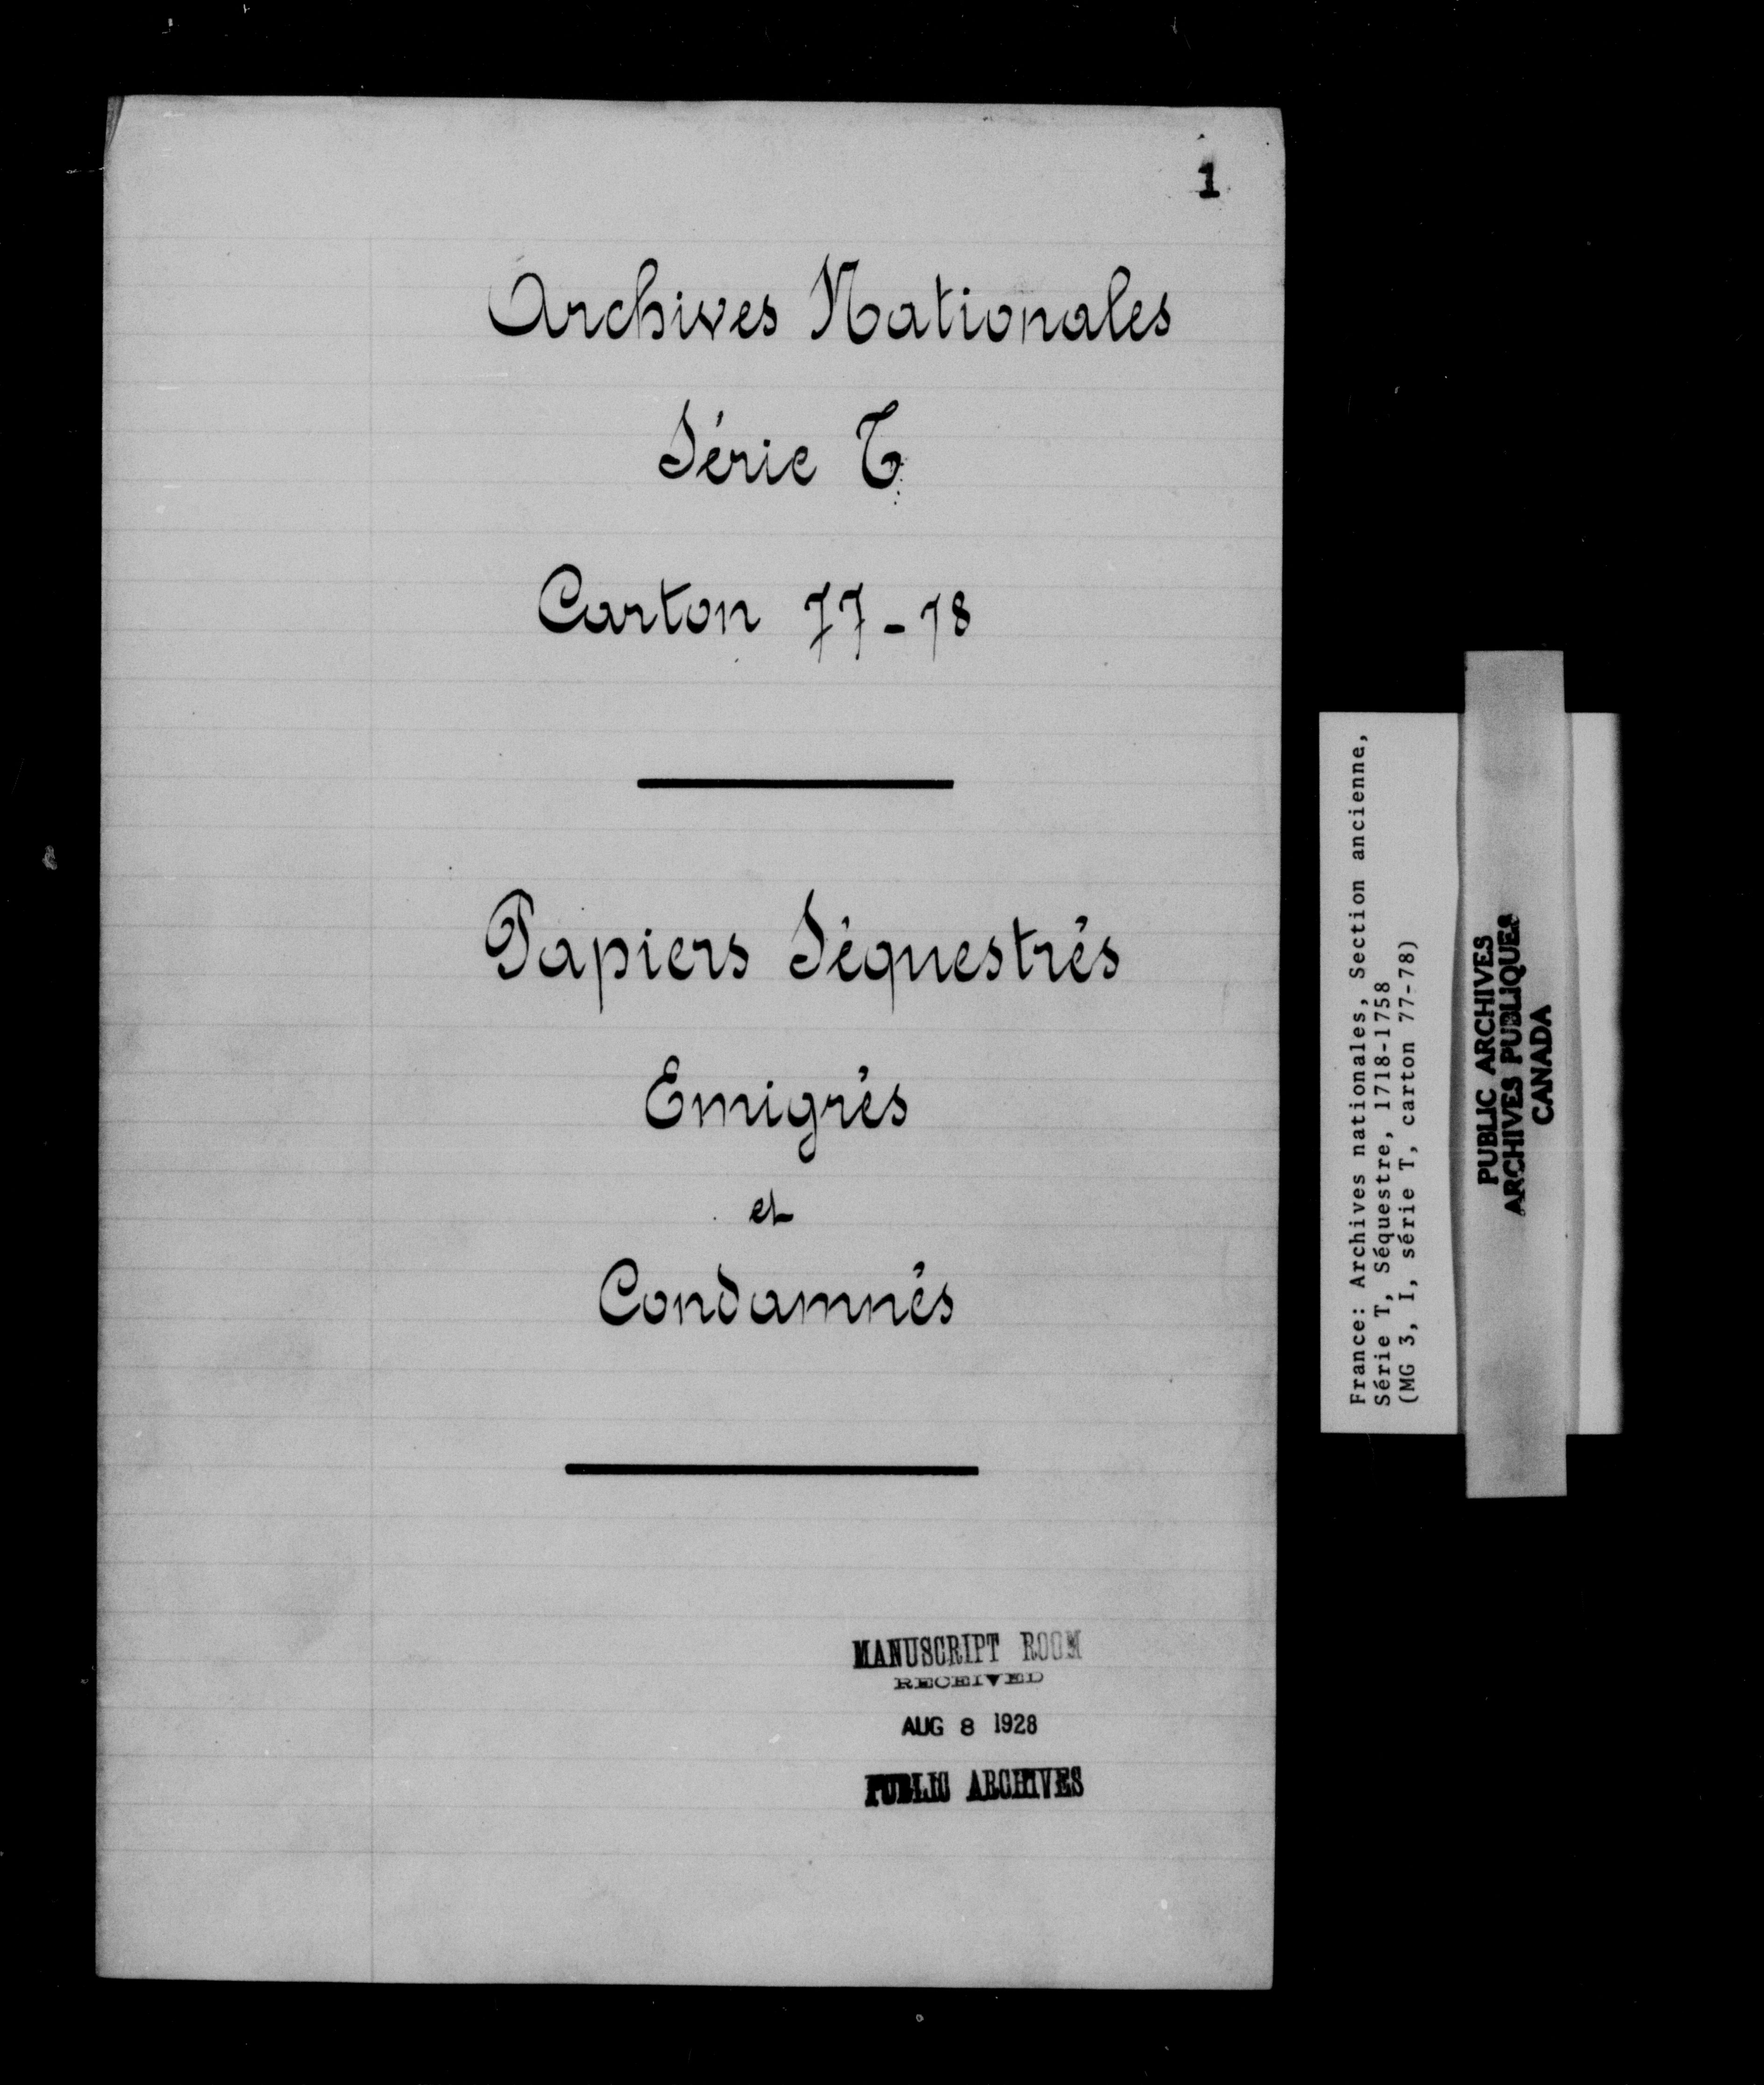 1
Archives Nationales
Série T
Carton 77-78
Papiers Séquestrés
Emigrés
et
Condamnés
MANUSCRIPT ROOM
RECEIVED
AUG 8 1928
PUBLIC ARCHIVES
France: Archives nationales, Section ancienne,
Série T, Séquestre, 1718-1758
(MG 3, I, série T, carton 77-78)
PUBLIC ARCHIVES
ARCHIVES PUBLIQUES
CANADA